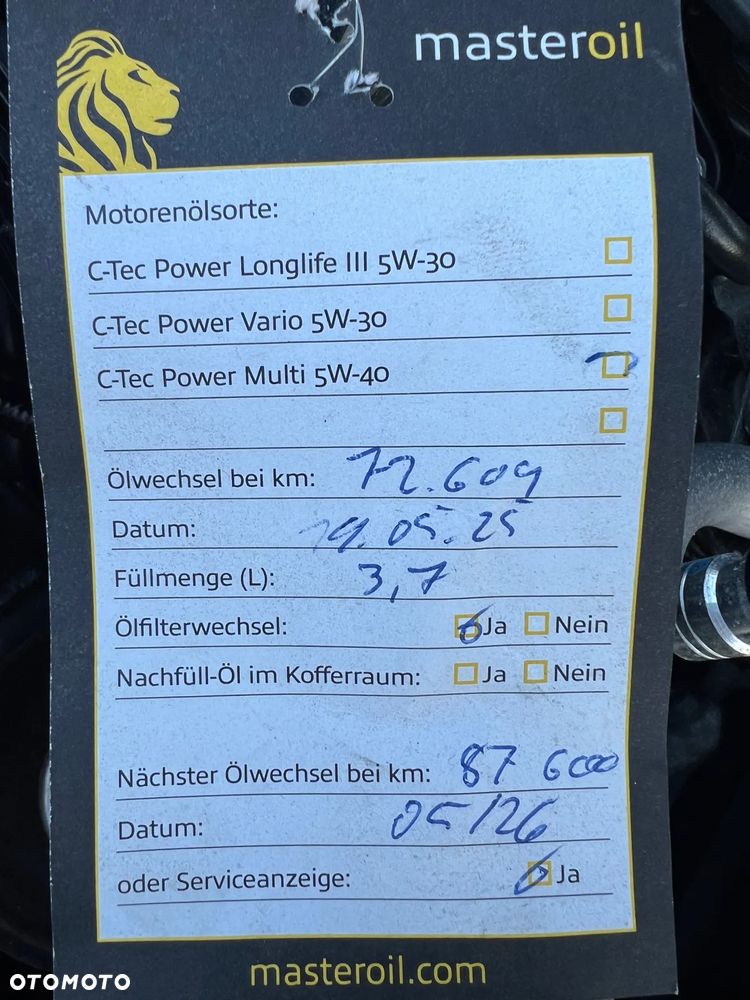 masteroil
Motorenölsorte:
C-Tec Power Longlife III 5W-30
C-Tec Power Vario 5W-30
C-Tec Power Multi 5W-40
Ölwechsel bei km: 72.609
Datum: 19.05.25
Füllmenge (L): 3,7
Ölfilterwechsel: Ja Nein
Nachfüll-Öl im Kofferraum: Ja Nein
Nächster Ölwechsel bei km: 87 600
Datum: 05/26
oder Serviceanzeige: Ja
masteroil.com
OTOMOTO